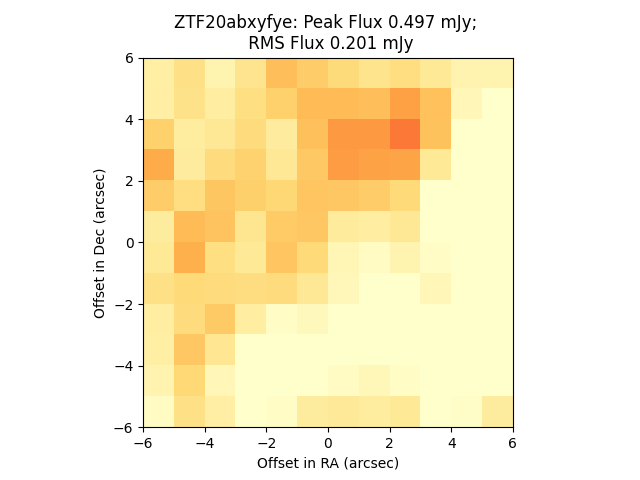 ZTF20abxyfye: Peak Flux 0.497 mJy;
RMS Flux 0.201 mJy
6
4
2
0
−2
−4
−6
Offset in Dec (arcsec)
−6 −4 −2 0 2 4 6
Offset in RA (arcsec)